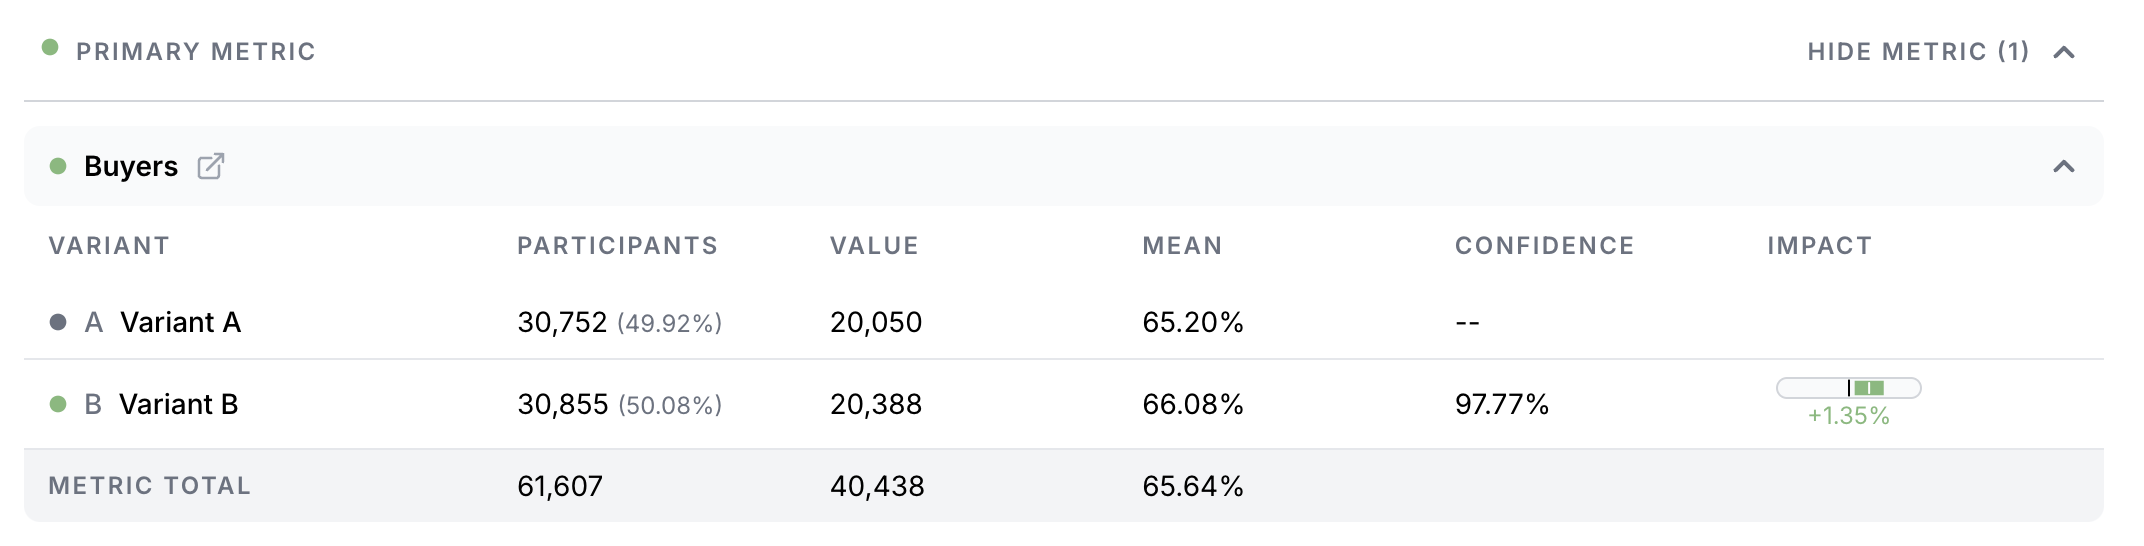 PRIMARY METRIC HIDE METRIC (1)
Buyers
VARIANT PARTICIPANTS VALUE MEAN CONFIDENCE IMPACT
A Variant A 30,752 (49.92%) 20,050 65.20% --
B Variant B 30,855 (50.08%) 20,388 66.08% 97.77% +1.35%
METRIC TOTAL 61,607 40,438 65.64%